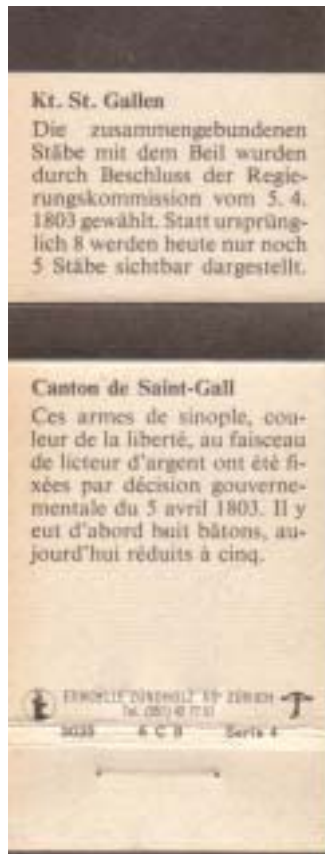 Kt. St. Gallen
Die zusammengebundenen
Stäbe mit dem Beil wurden
durch Beschluss der Regie-
rungskommission vom 5. 4.
1803 gewählt. Statt ursprüng-
lich 8 werden heute nur noch
5 Stäbe sichtbar dargestellt.
Canton de Saint-Gall
Ces armes de sinople, cou-
leur de la liberté, au faisceau
de licteur d'argent ont été fi-
xées par décision gouverne-
mentale du 5 avril 1803. Il y
eut d'abord huit bâtons, au-
jourd'hui réduits à cinq.
ZÜNDHOLZ ZÜRICH
Tel.
6 C B Serie 4